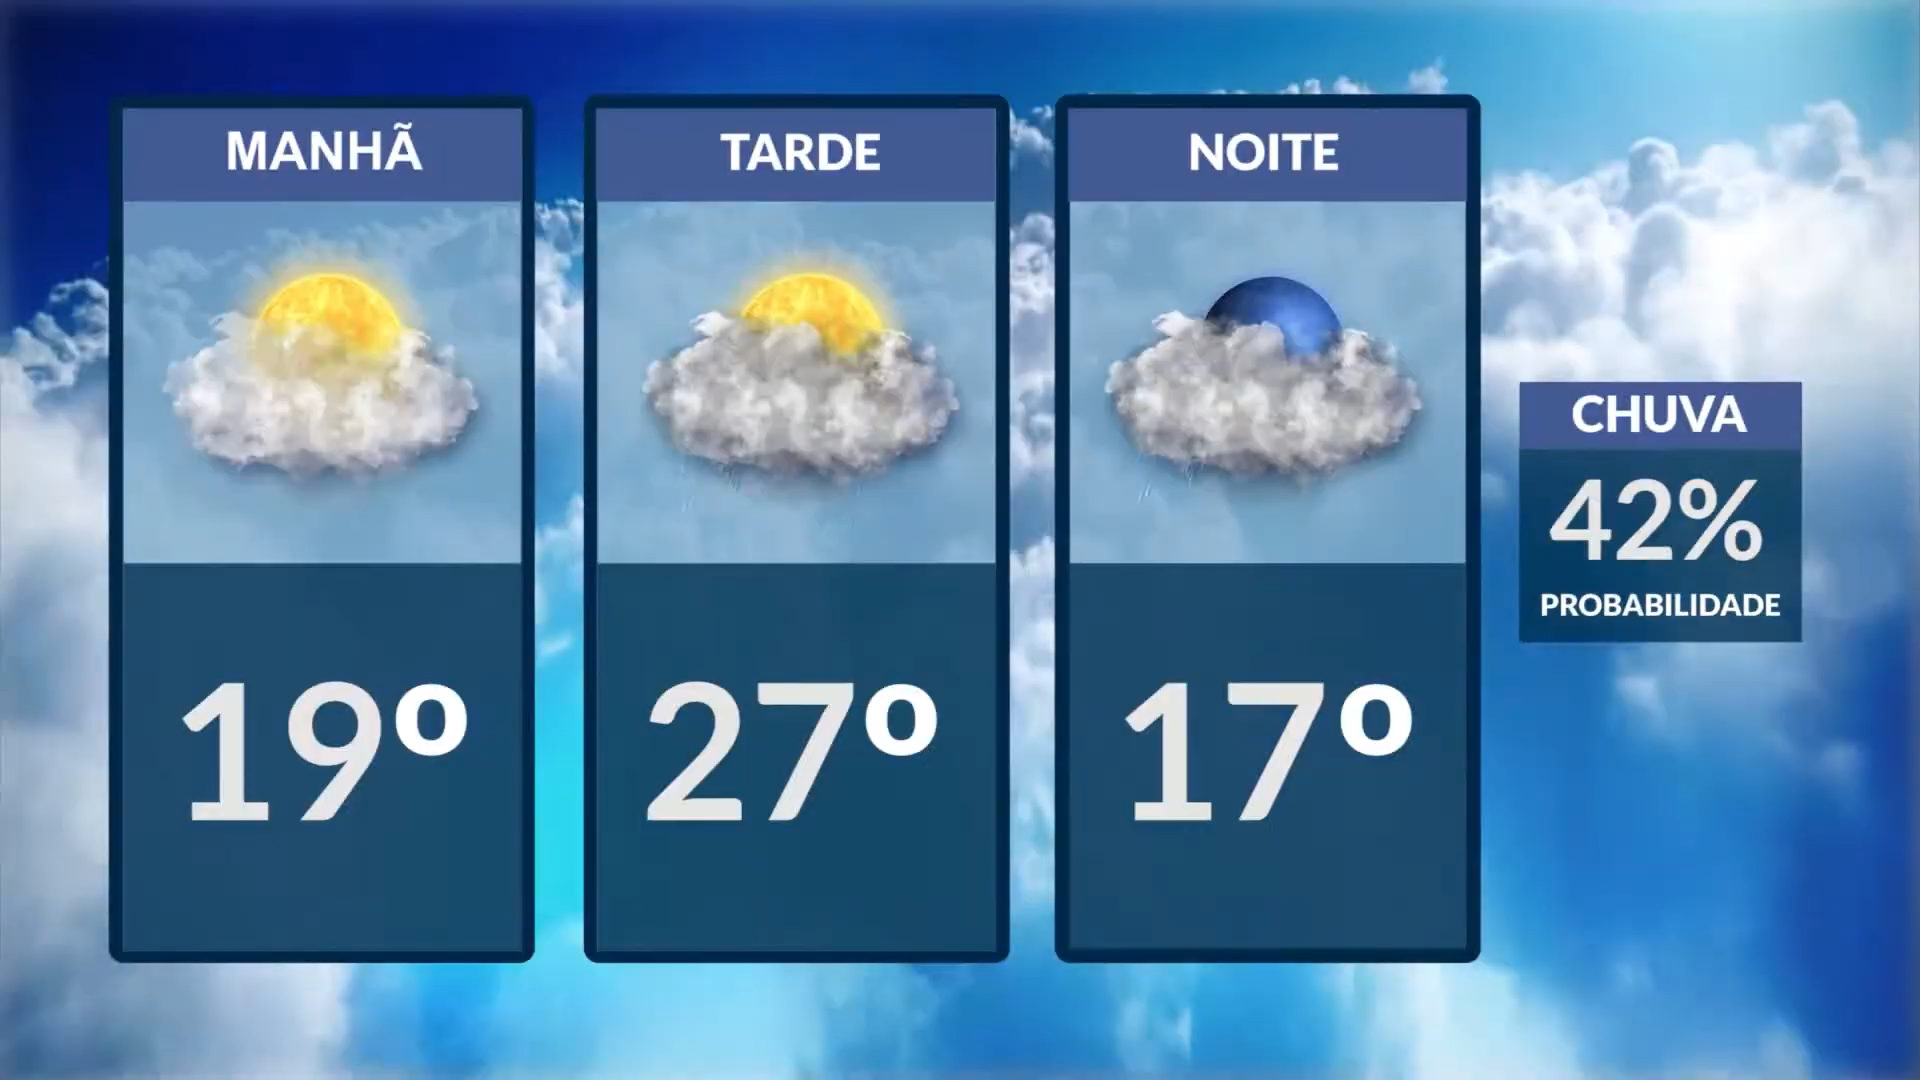 MANHÃ
19º
TARDE
27º
NOITE
17º
CHUVA
42%
PROBABILIDADE